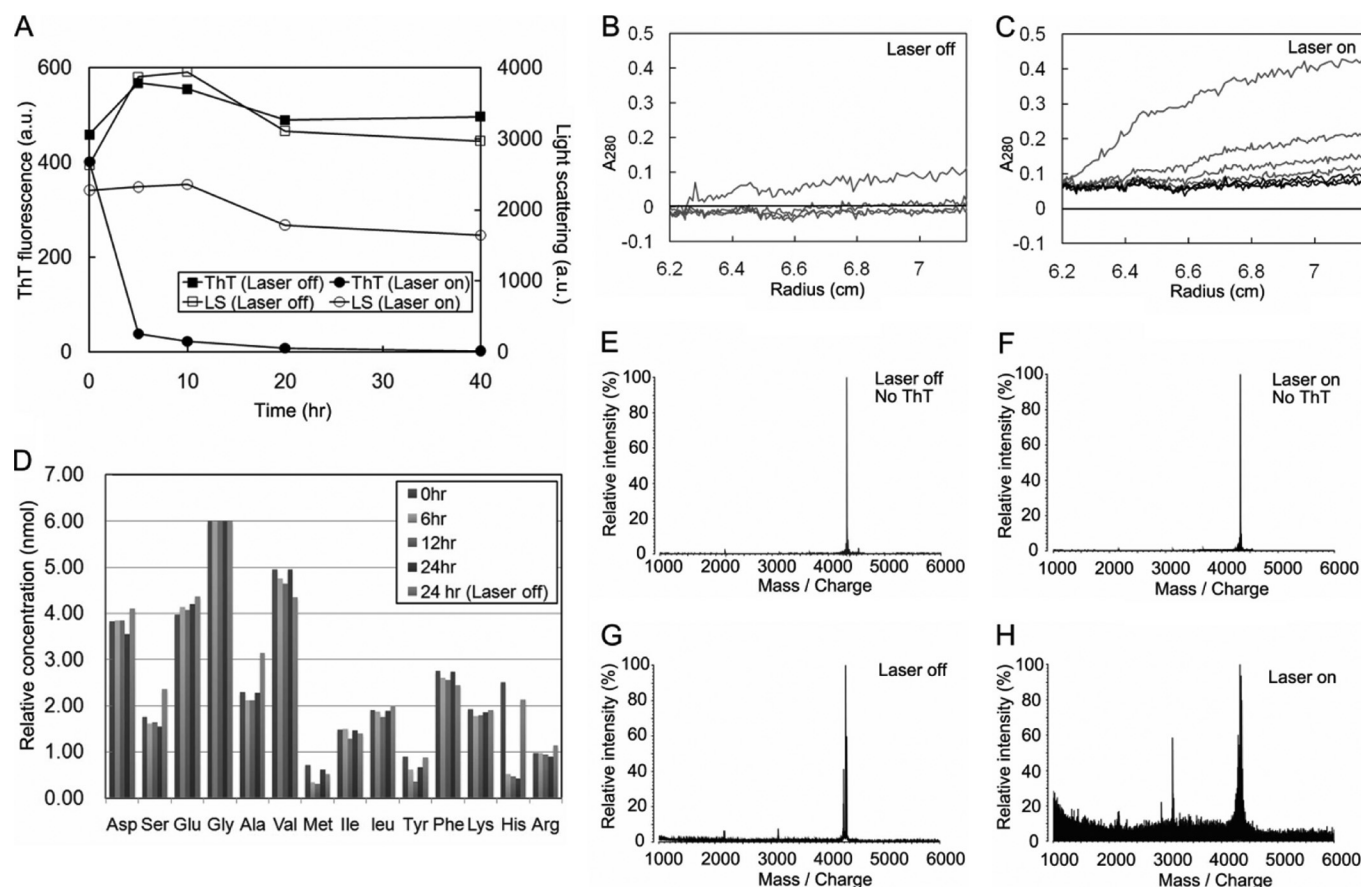 A
ThT fluorescence (a.u.)
600
400
200
0
4000
3000
2000
1000
0
Light scattering (a.u.)
ThT (Laser off) ThT (Laser on)
LS (Laser off) LS (Laser on)
0 10 20 30 40
Time (hr)
B
Laser off
A280
0.5
0.4
0.3
0.2
0.1
0
-0.1
6.2 6.4 6.6 6.8 7
Radius (cm)
C
Laser on
A280
0.5
0.4
0.3
0.2
0.1
0
-0.1
6.2 6.4 6.6 6.8 7
Radius (cm)
D
Relative concentration (nmol)
7.00
6.00
5.00
4.00
3.00
2.00
1.00
0.00
0hr
6hr
12hr
24hr
24 hr (Laser off)
Asp Ser Glu Gly Ala Val Met Ile leu Tyr Phe Lys His Arg
E
Laser off
No ThT
Relative intensity (%)
100
80
60
40
20
0
1000 2000 3000 4000 5000 6000
Mass / Charge
F
Laser on
No ThT
Relative intensity (%)
100
80
60
40
20
0
1000 2000 3000 4000 5000 6000
Mass / Charge
G
Laser off
Relative intensity (%)
100
80
60
40
20
0
1000 2000 3000 4000 5000 6000
Mass / Charge
H
Laser on
Relative intensity (%)
100
80
60
40
20
0
1000 2000 3000 4000 5000 6000
Mass / Charge